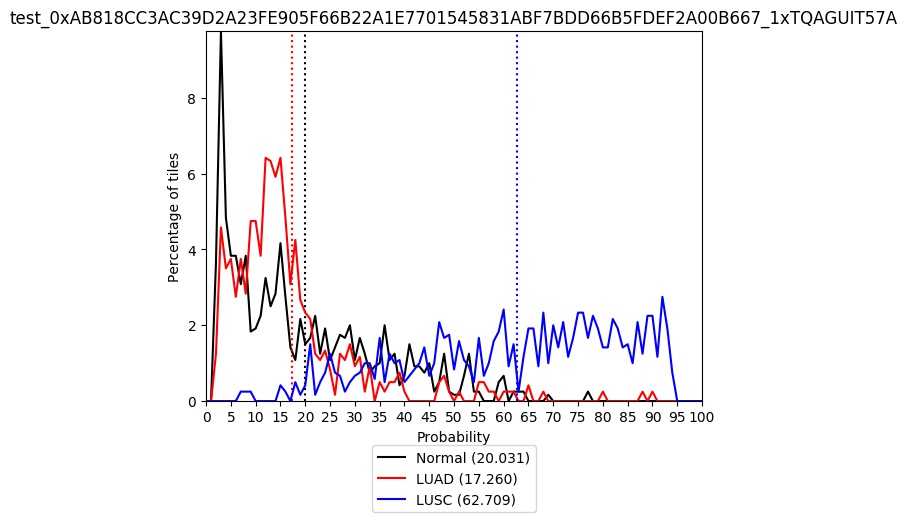 test_0xAB818CC3AC39D2A23FE905F66B22A1E7701545831ABF7BDD66B5FDEF2A00B667_1xTQAGUIT57A
Percentage of tiles
8
6
4
2
0
0 5 10 15 20 25 30 35 40 45 50 55 60 65 70 75 80 85 90 95 100
Probability
Normal (20.031)
LUAD (17.260)
LUSC (62.709)